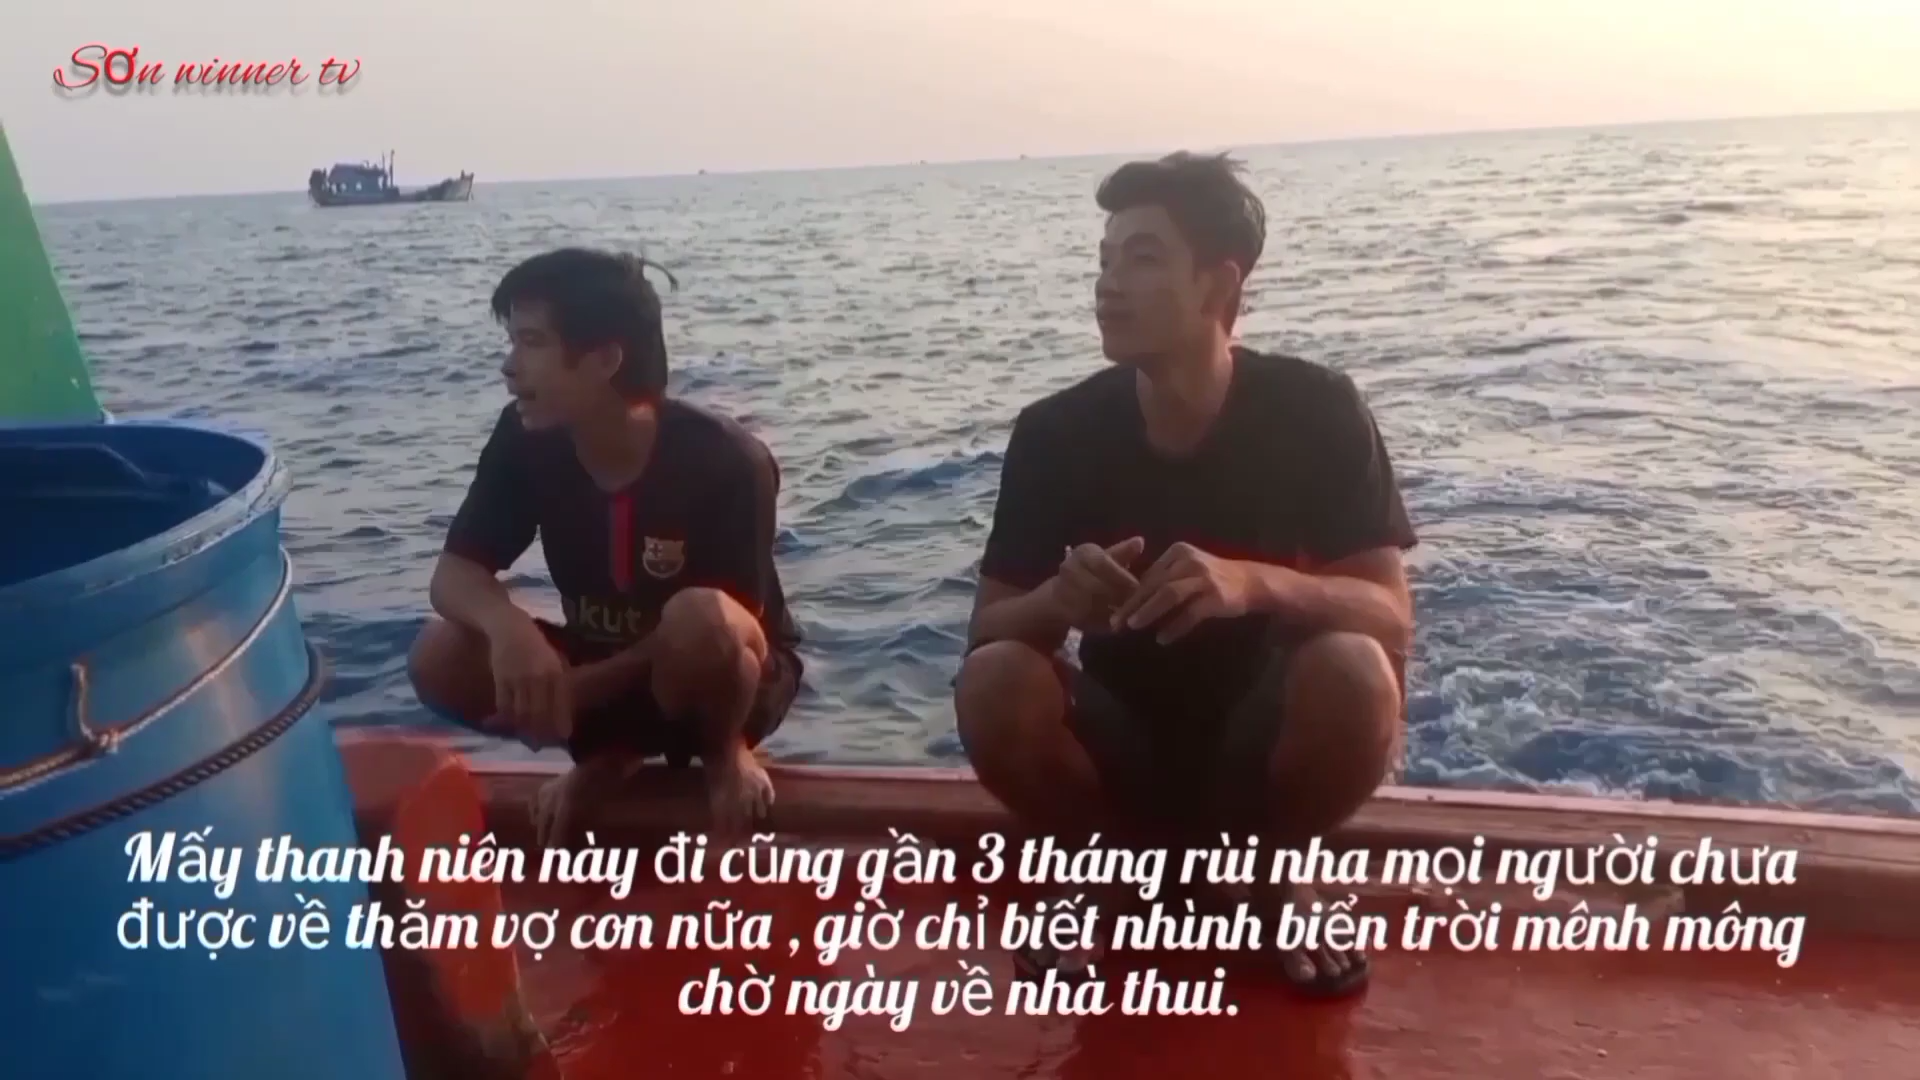 Sơn winner tv
kut
Mấy thanh niên này đi cũng gần 3 tháng rùi nha mọi người chưa
được về thăm vợ con nữa , giờ chỉ biết nhình biển trời mênh mông
chờ ngày về nhà thui.